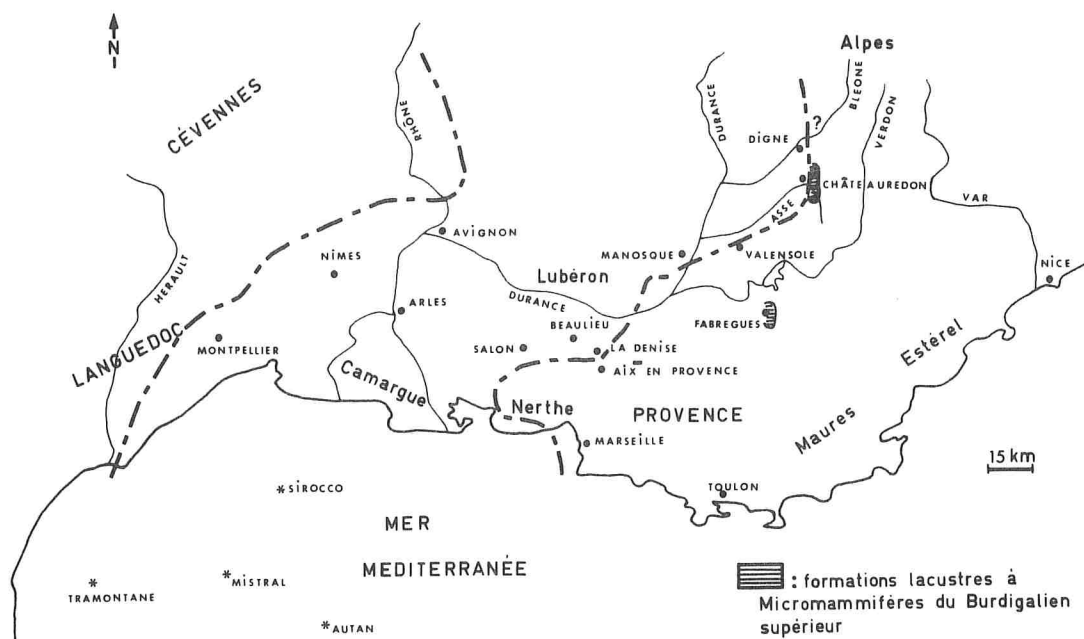 N
Alpes
CÉVENNES
RHÔNE
DURANCE
BLEONE
VERDON
?
DIGNE
CHÂTEAUREDON
ASSE
VAR
HERAULT
AVIGNON
NÎMES
MANOSQUE
VALENSOLE
NICE
Lubéron
DURANCE
ARLES
BEAULIEU
FABREGUES
Estérel
LANGUEDOC
MONTPELLIER
SALON
LA DENISE
AIX EN PROVENCE
Camargue
Nerthe
PROVENCE
Maures
MARSEILLE
15 km
TOULON
*SIROCCO
MER
MEDITERRANÉE
*MISTRAL
*
TRAMONTANE
*AUTAN
: formations lacustres à
Micromammifères du Burdigalien
supérieur